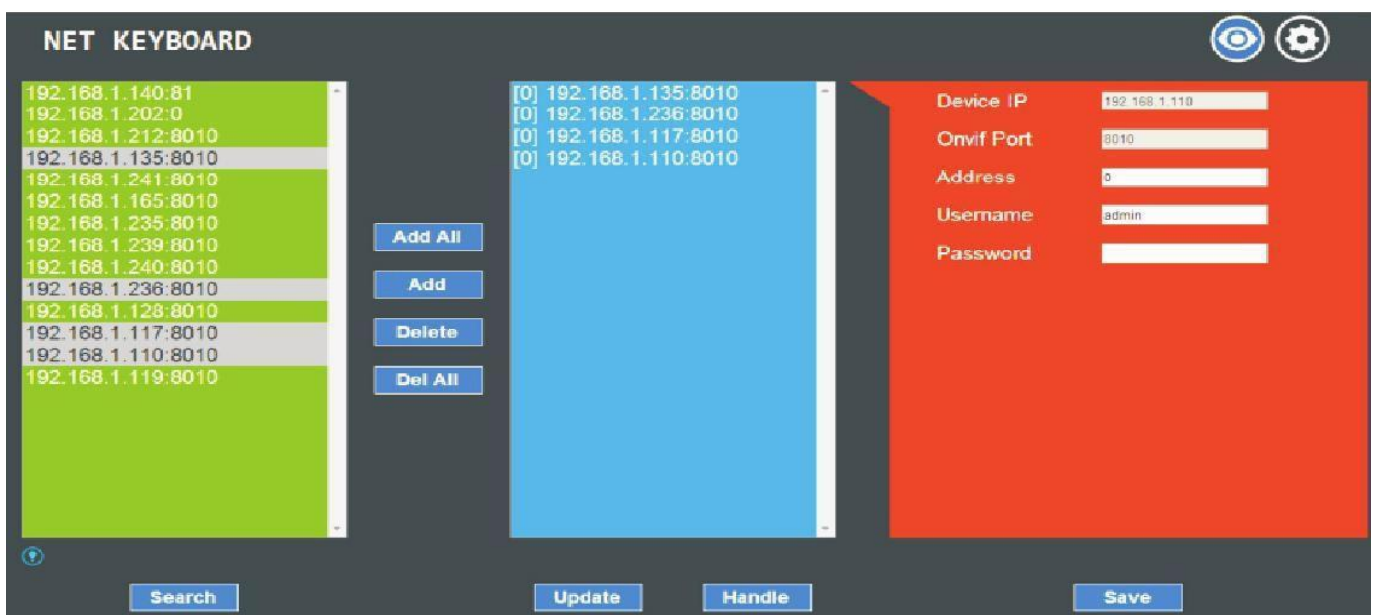 NET KEYBOARD
192.168.1.140:81
192.168.1.202:0
192.168.1.212:8010
192.168.1.135:8010
192.168.1.241:8010
192.168.1.165:8010
192.168.1.235:8010
192.168.1.239:8010
192.168.1.240:8010
192.168.1.236:8010
192.168.1.128:8010
192.168.1.117:8010
192.168.1.110:8010
192.168.1.119:8010
Search
Add All
Add
Delete
Del All
[0] 192.168.1.135:8010
[0] 192.168.1.236:8010
[0] 192.168.1.117:8010
[0] 192.168.1.110:8010
Update
Handle
Device IP 192.168.1.110
Onvif Port 8010
Address 0
Username admin
Password
Save